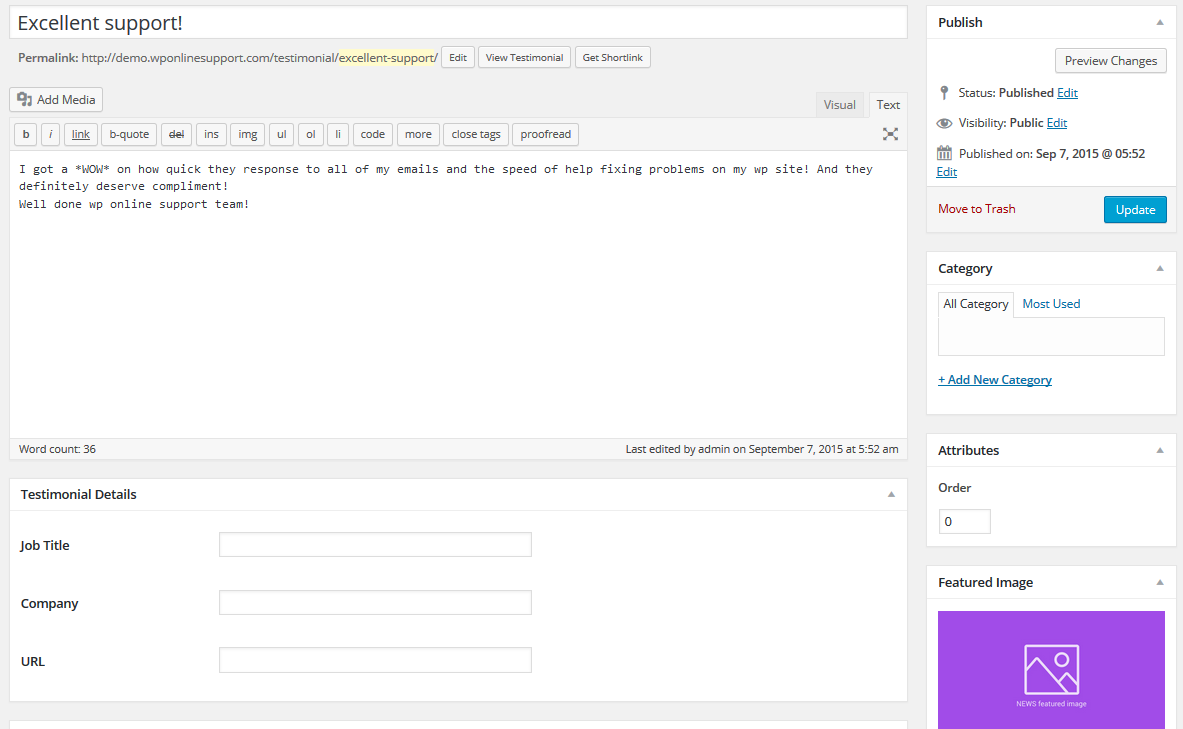 Excellent support!
Permalink: http://demo.wponlinesupport.com/testimonial/excellent-support/ Edit View Testimonial Get Shortlink
Add Media
Visual Text
b i link b-quote del ins img ul ol li code more close tags proofread
I got a *WOW* on how quick they response to all of my emails and the speed of help fixing problems on my wp site! And they
definitely deserve compliment!
Well done wp online support team!
Word count: 36
Last edited by admin on September 7, 2015 at 5:52 am
Testimonial Details
Job Title
Company
URL
Publish
Preview Changes
Status: Published Edit
Visibility: Public Edit
Published on: Sep 7, 2015 @ 05:52
Edit
Move to Trash
Update
Category
All Category Most Used
+ Add New Category
Attributes
Order
0
Featured Image
NEWS featured image